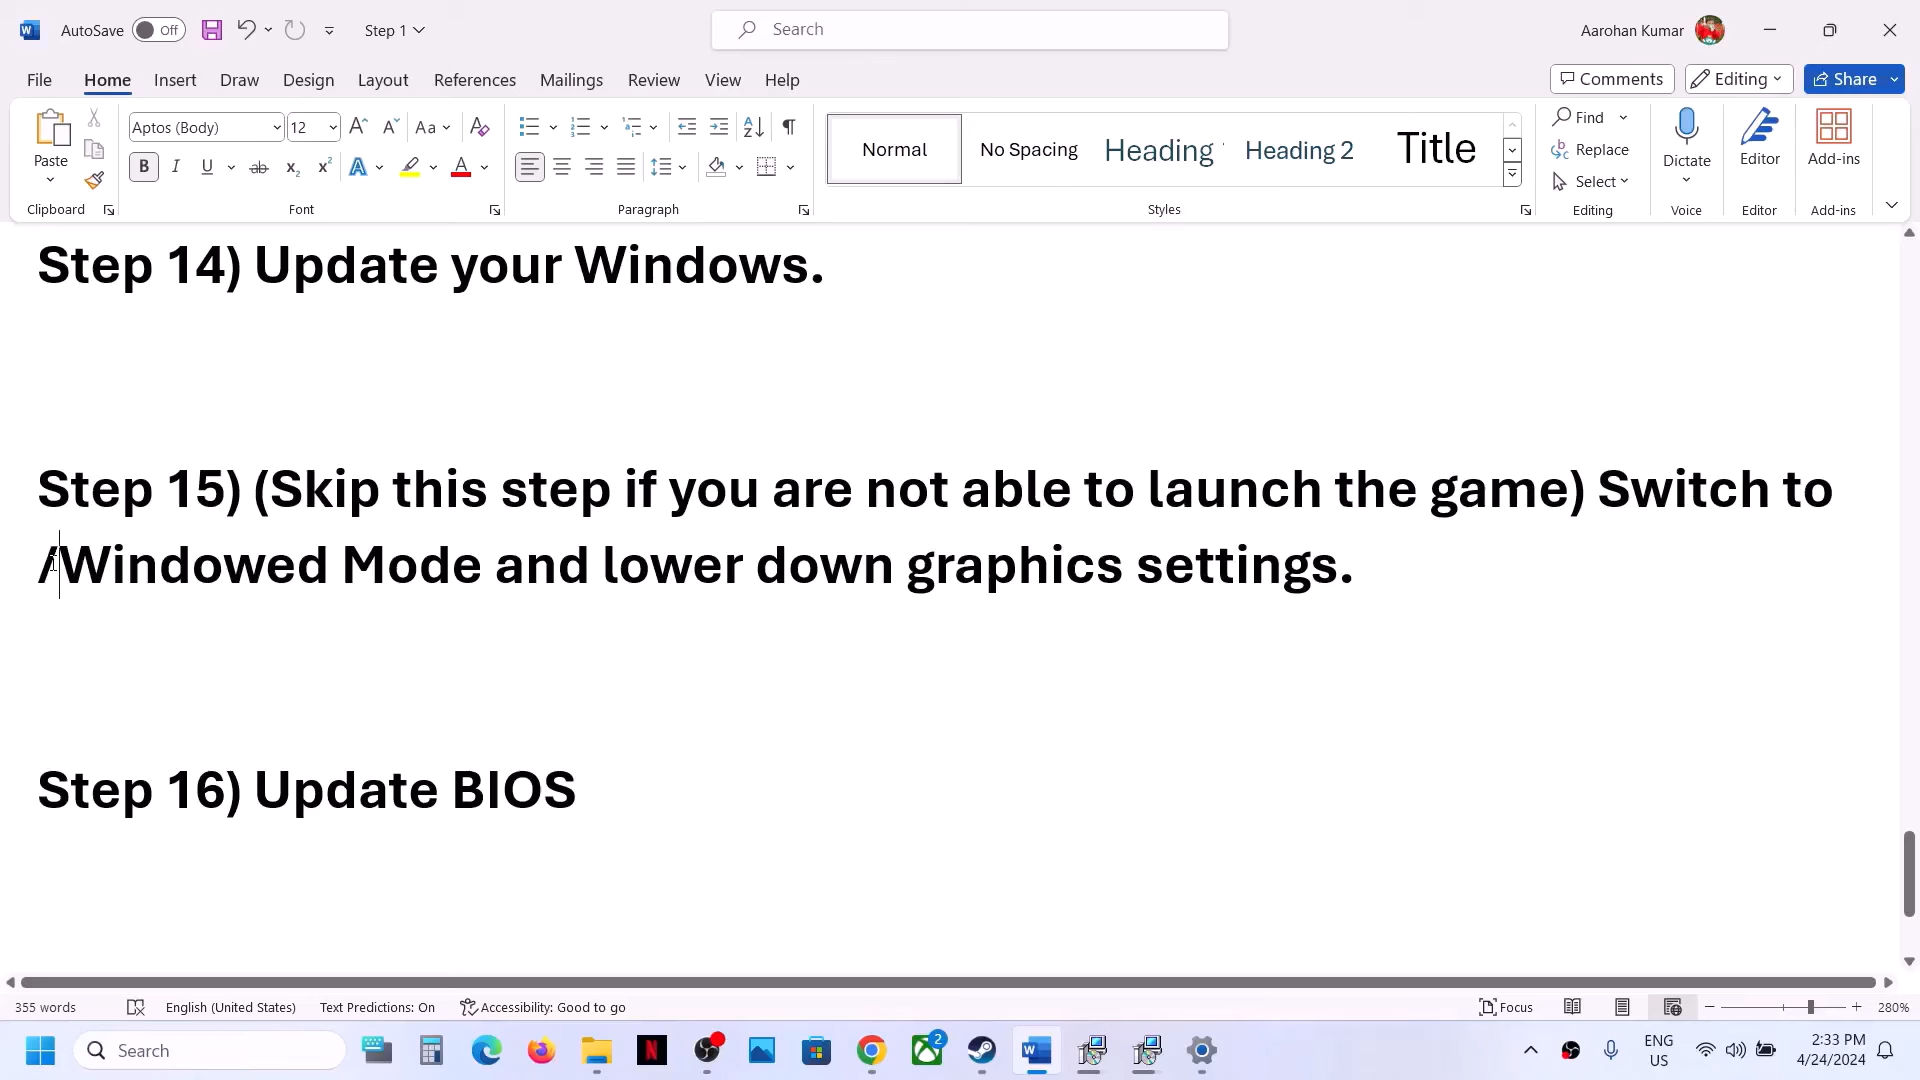 AutoSave Off Step 1 Search Aarohan Kumar
File Home Insert Draw Design Layout References Mailings Review View Help Comments Editing Share
Paste Aptos (Body) 12 Aa Normal No Spacing Heading Heading 2 Title Find Replace Select Dictate Editor Add-ins
Clipboard Font Paragraph Styles Editing Voice Editor Add-ins
Step 14) Update your Windows.
Step 15) (Skip this step if you are not able to launch the game) Switch to
/Windowed Mode and lower down graphics settings.
Step 16) Update BIOS
355 words English (United States) Text Predictions: On Accessibility: Good to go Focus 280%
Search 2 ENG US 2:33 PM 4/24/2024